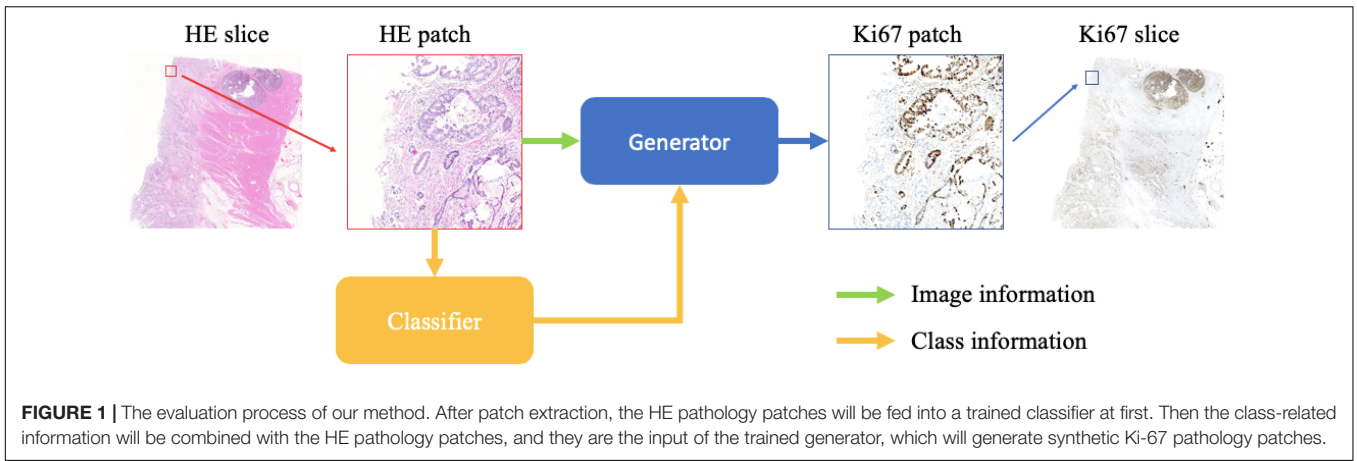 HE slice
HE patch
Ki67 patch
Ki67 slice
Generator
Classifier
Image information
Class information
FIGURE 1 | The evaluation process of our method. After patch extraction, the HE pathology patches will be fed into a trained classifier at first. Then the class-related
information will be combined with the HE pathology patches, and they are the input of the trained generator, which will generate synthetic Ki-67 pathology patches.